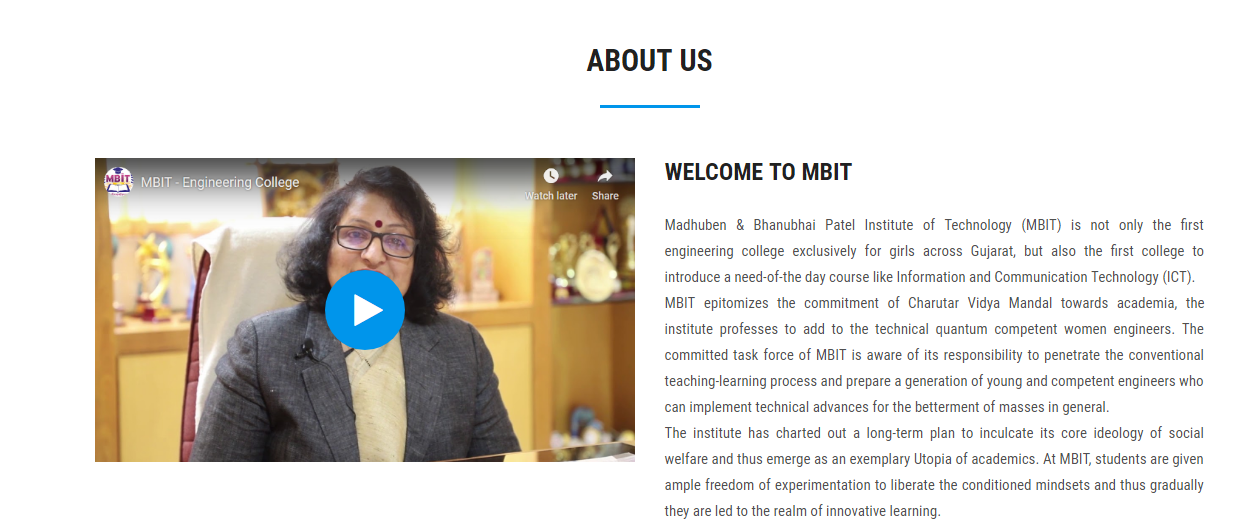 ABOUT US
MBIT
MBIT - Engineering College
Watch later
Share
WELCOME TO MBIT
Madhuben & Bhanubhai Patel Institute of Technology (MBIT) is not only the first
engineering college exclusively for girls across Gujarat, but also the first college to
introduce a need-of-the day course like Information and Communication Technology (ICT).
MBIT epitomizes the commitment of Charutar Vidya Mandal towards academia, the
institute professes to add to the technical quantum competent women engineers. The
committed task force of MBIT is aware of its responsibility to penetrate the conventional
teaching-learning process and prepare a generation of young and competent engineers who
can implement technical advances for the betterment of masses in general.
The institute has charted out a long-term plan to inculcate its core ideology of social
welfare and thus emerge as an exemplary Utopia of academics. At MBIT, students are given
ample freedom of experimentation to liberate the conditioned mindsets and thus gradually
they are led to the realm of innovative learning.